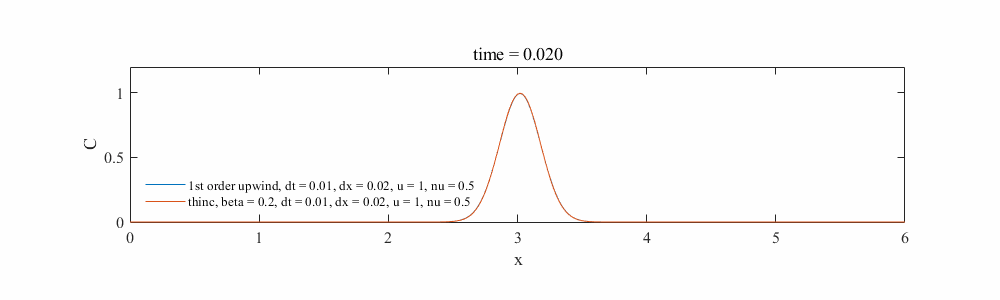 time = 0.020
C
1
0.5
0
1st order upwind, dt = 0.01, dx = 0.02, u = 1, nu = 0.5
thinc, beta = 0.2, dt = 0.01, dx = 0.02, u = 1, nu = 0.5
0 1 2 3 4 5 6
x